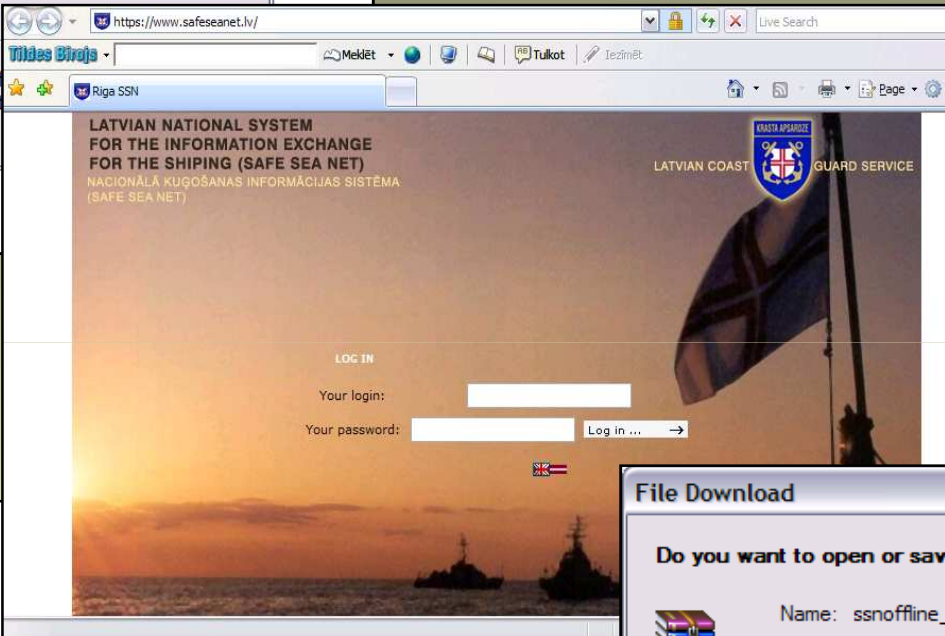 https://www.safeseanet.lv/
Live Search
Tildes Birojs
Meklēt
Tulkot
Iezīmēt
Riga SSN
Page
LATVIAN NATIONAL SYSTEM
FOR THE INFORMATION EXCHANGE
FOR THE SHIPING (SAFE SEA NET)
NACIONĀLĀ KUĢOŠANAS INFORMĀCIJAS SISTĒMA
(SAFE SEA NET)
KRASTA APSARDZE
LATVIAN COAST GUARD SERVICE
LOG IN
Your login:
Your password:
Log in ...
File Download
Do you want to open or sav
Name: ssnoffline_